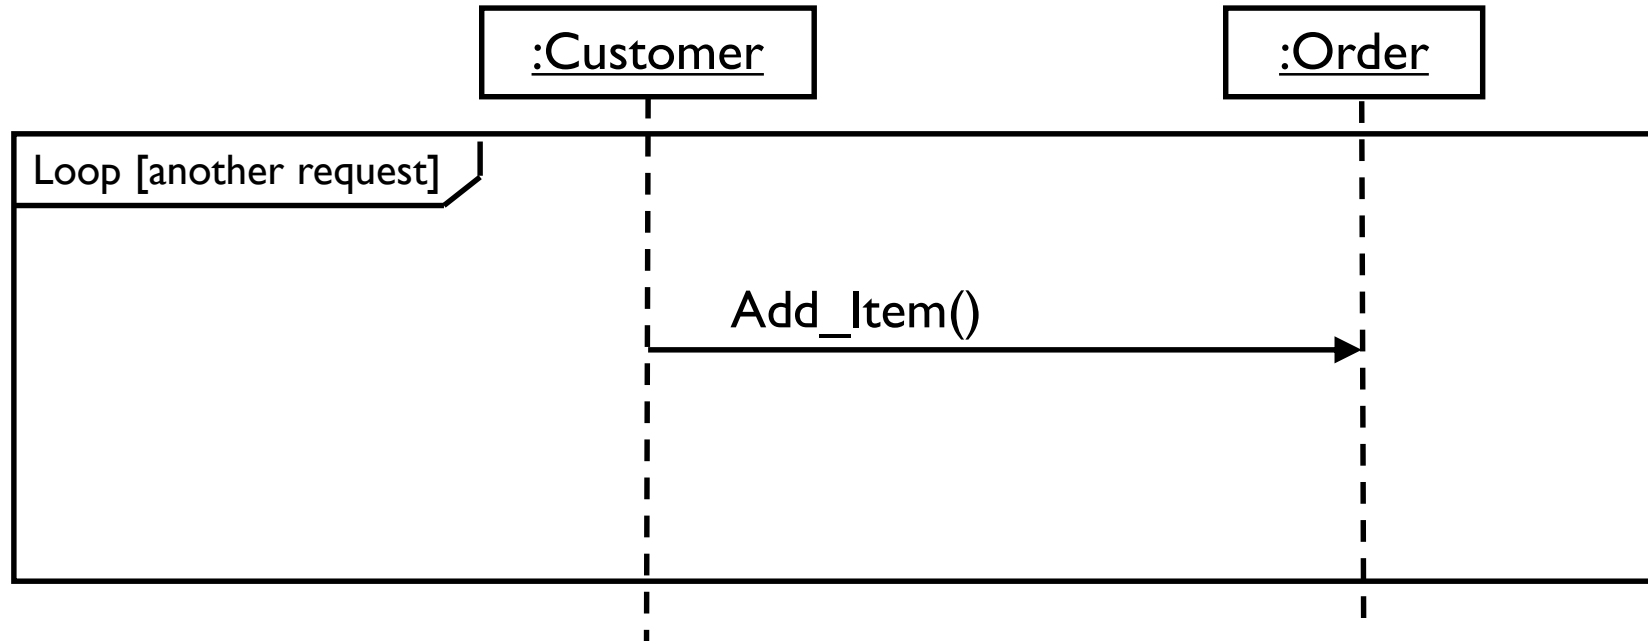 :Customer
:Order
Loop [another request]
Add_Item()